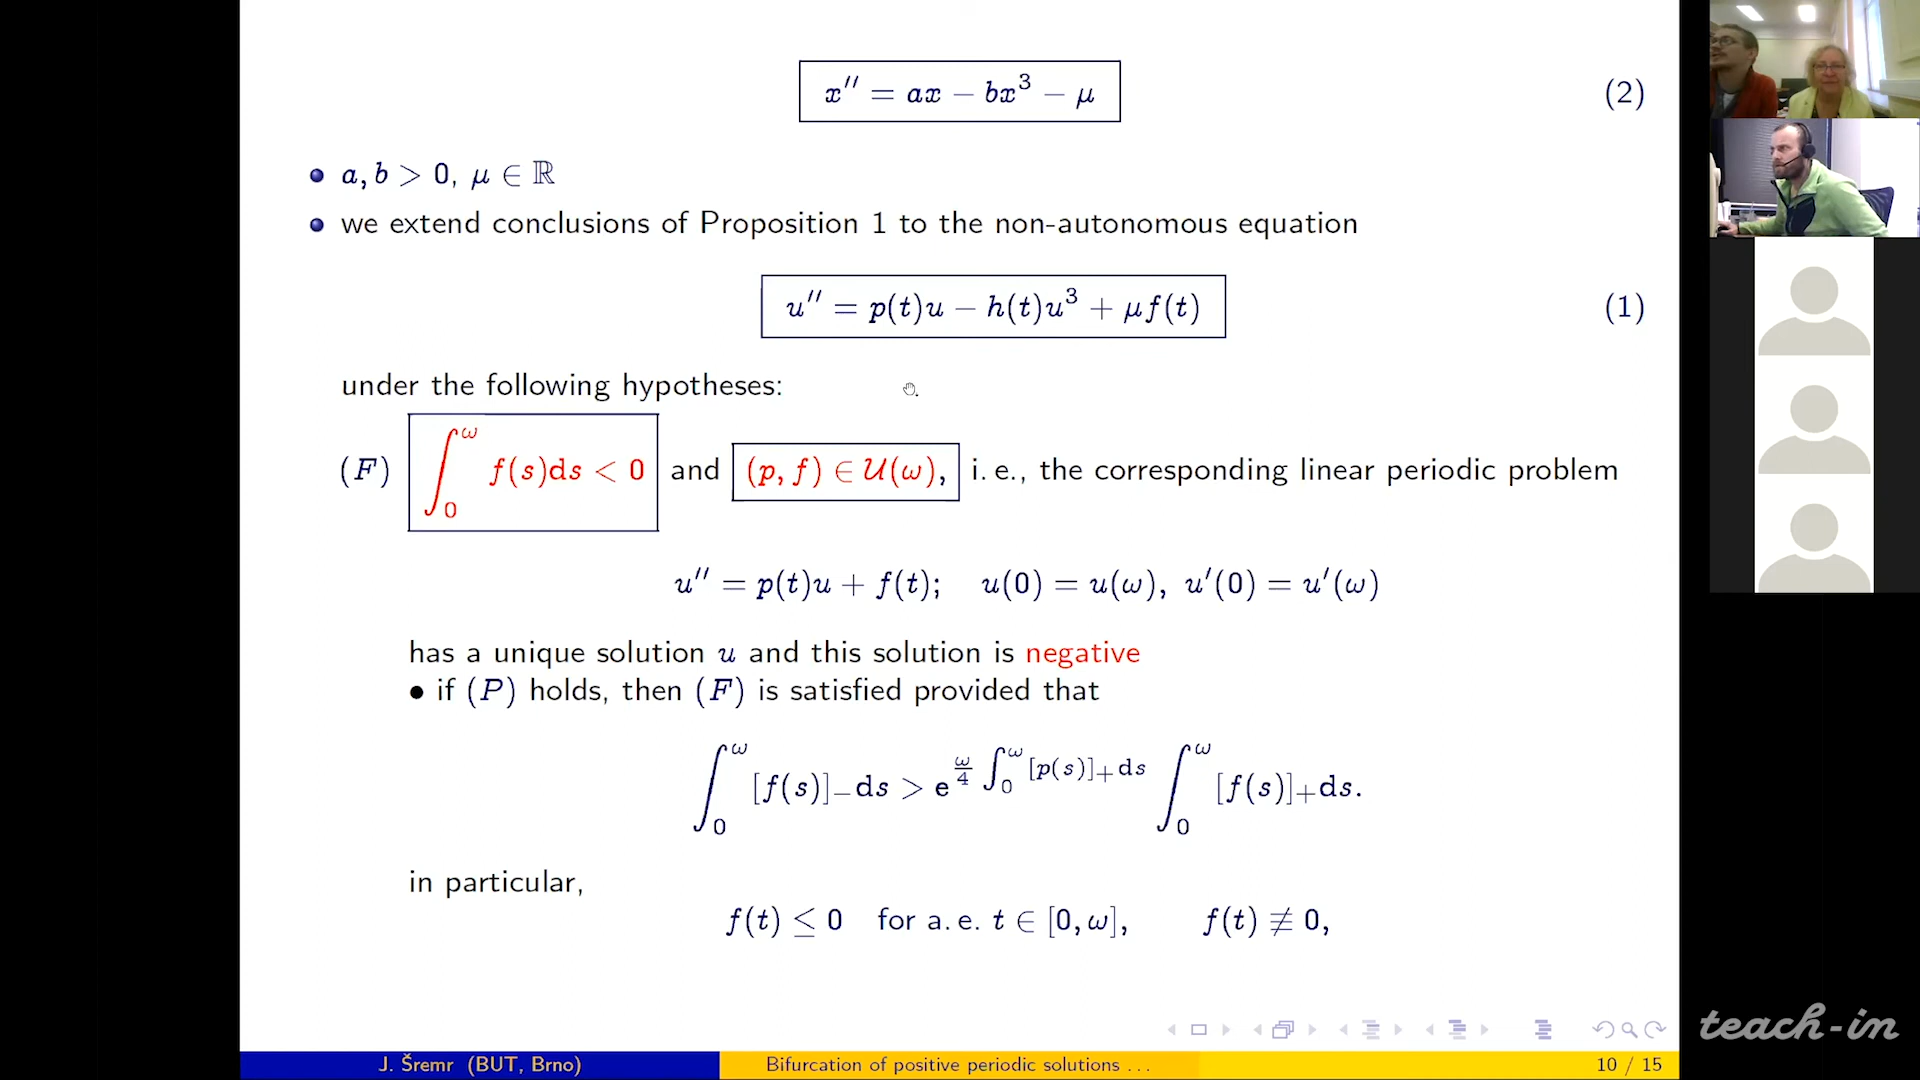 x′′ = ax − bx³ − μ (2)
• a, b > 0, μ ∈ ℝ
• we extend conclusions of Proposition 1 to the non-autonomous equation
u′′ = p(t)u − h(t)u³ + μf(t) (1)
under the following hypotheses:
(F) ∫₀^ω f(s)ds < 0 and (p, f) ∈ 𝒰(ω), i. e., the corresponding linear periodic problem
u′′ = p(t)u + f(t); u(0) = u(ω), u′(0) = u′(ω)
has a unique solution u and this solution is negative
• if (P) holds, then (F) is satisfied provided that
∫₀^ω [f(s)]₋ds > e^{ω/4 ∫₀^ω [p(s)]₊ds} ∫₀^ω [f(s)]₊ds.
in particular,
f(t) ≤ 0 for a. e. t ∈ [0, ω], f(t) ≢ 0,
teach-in
J. Šremr (BUT, Brno) Bifurcation of positive periodic solutions . . . 10 / 15